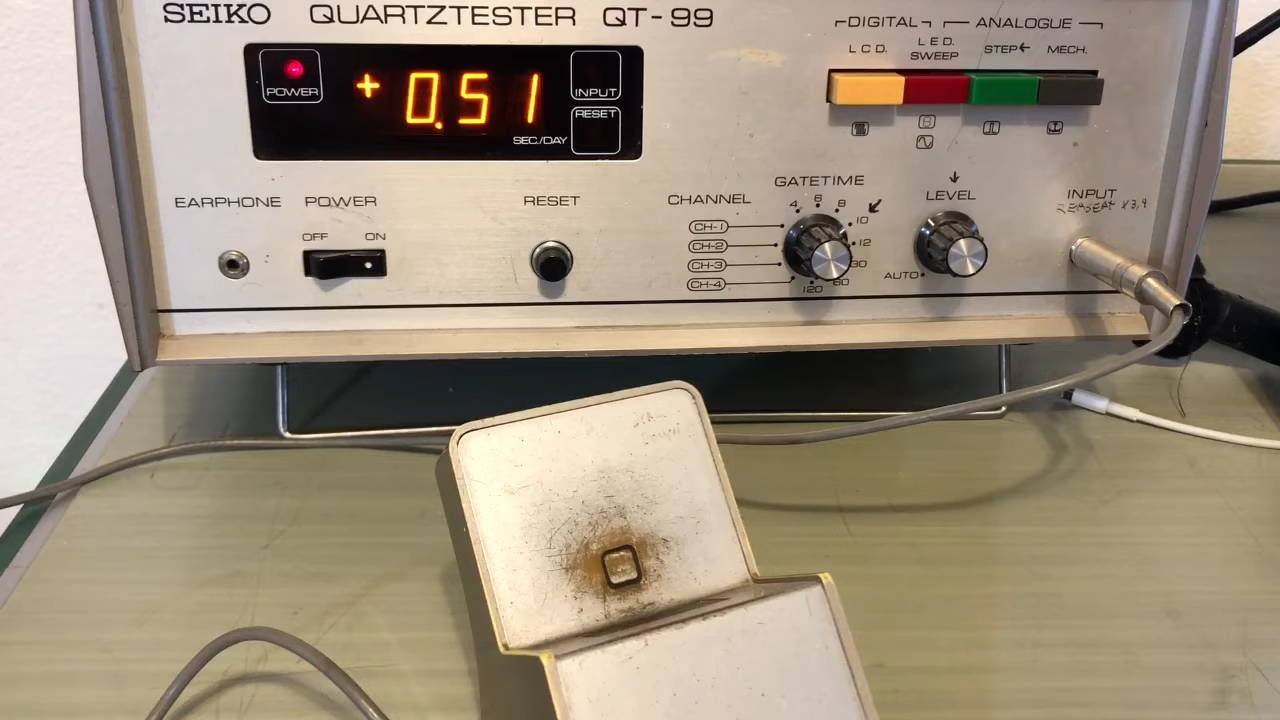 SEIKO QUARTZTESTER QT-99
DIGITAL ANALOGUE
L C D. L E D. SWEEP STEP← MECH.
POWER
+ 0.51
SEC./DAY
INPUT
RESET
EARPHONE
POWER
OFF ON
RESET
CHANNEL
CH-1
CH-2
CH-3
CH-4
GATETIME
4 6 8 10 12 30 60 120
LEVEL
AUTO
INPUT